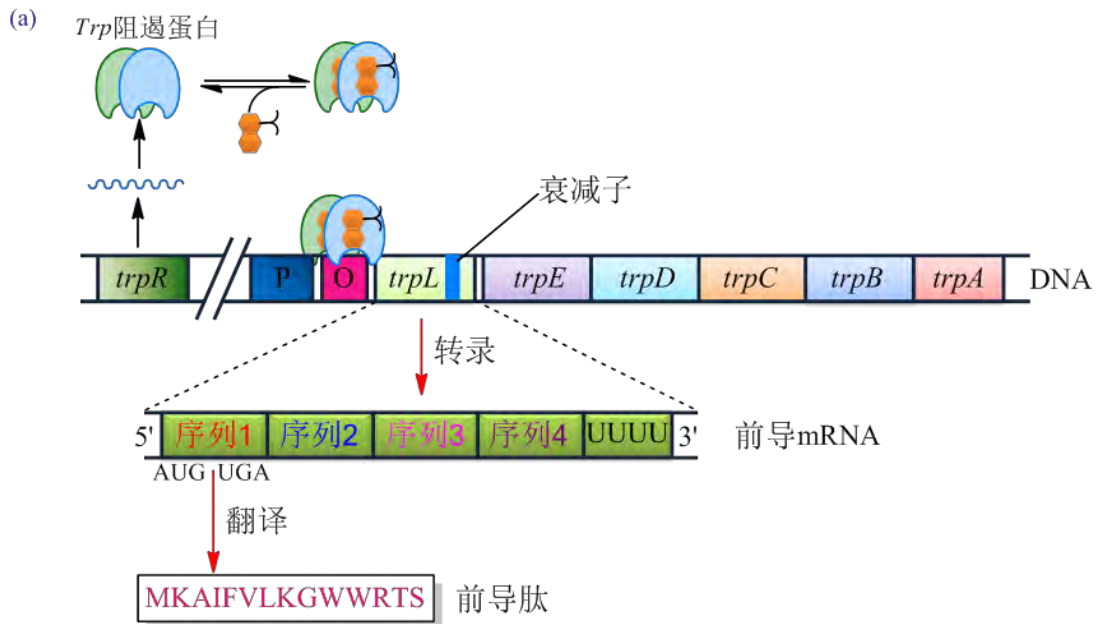 (a)
Trp阻遏蛋白
衰减子
trpR P O trpL trpE trpD trpC trpB trpA DNA
转录
5' 序列1 序列2 序列3 序列4 UUUU 3' 前导mRNA
AUG UGA
翻译
MKAIFVLKGWWRTS 前导肽